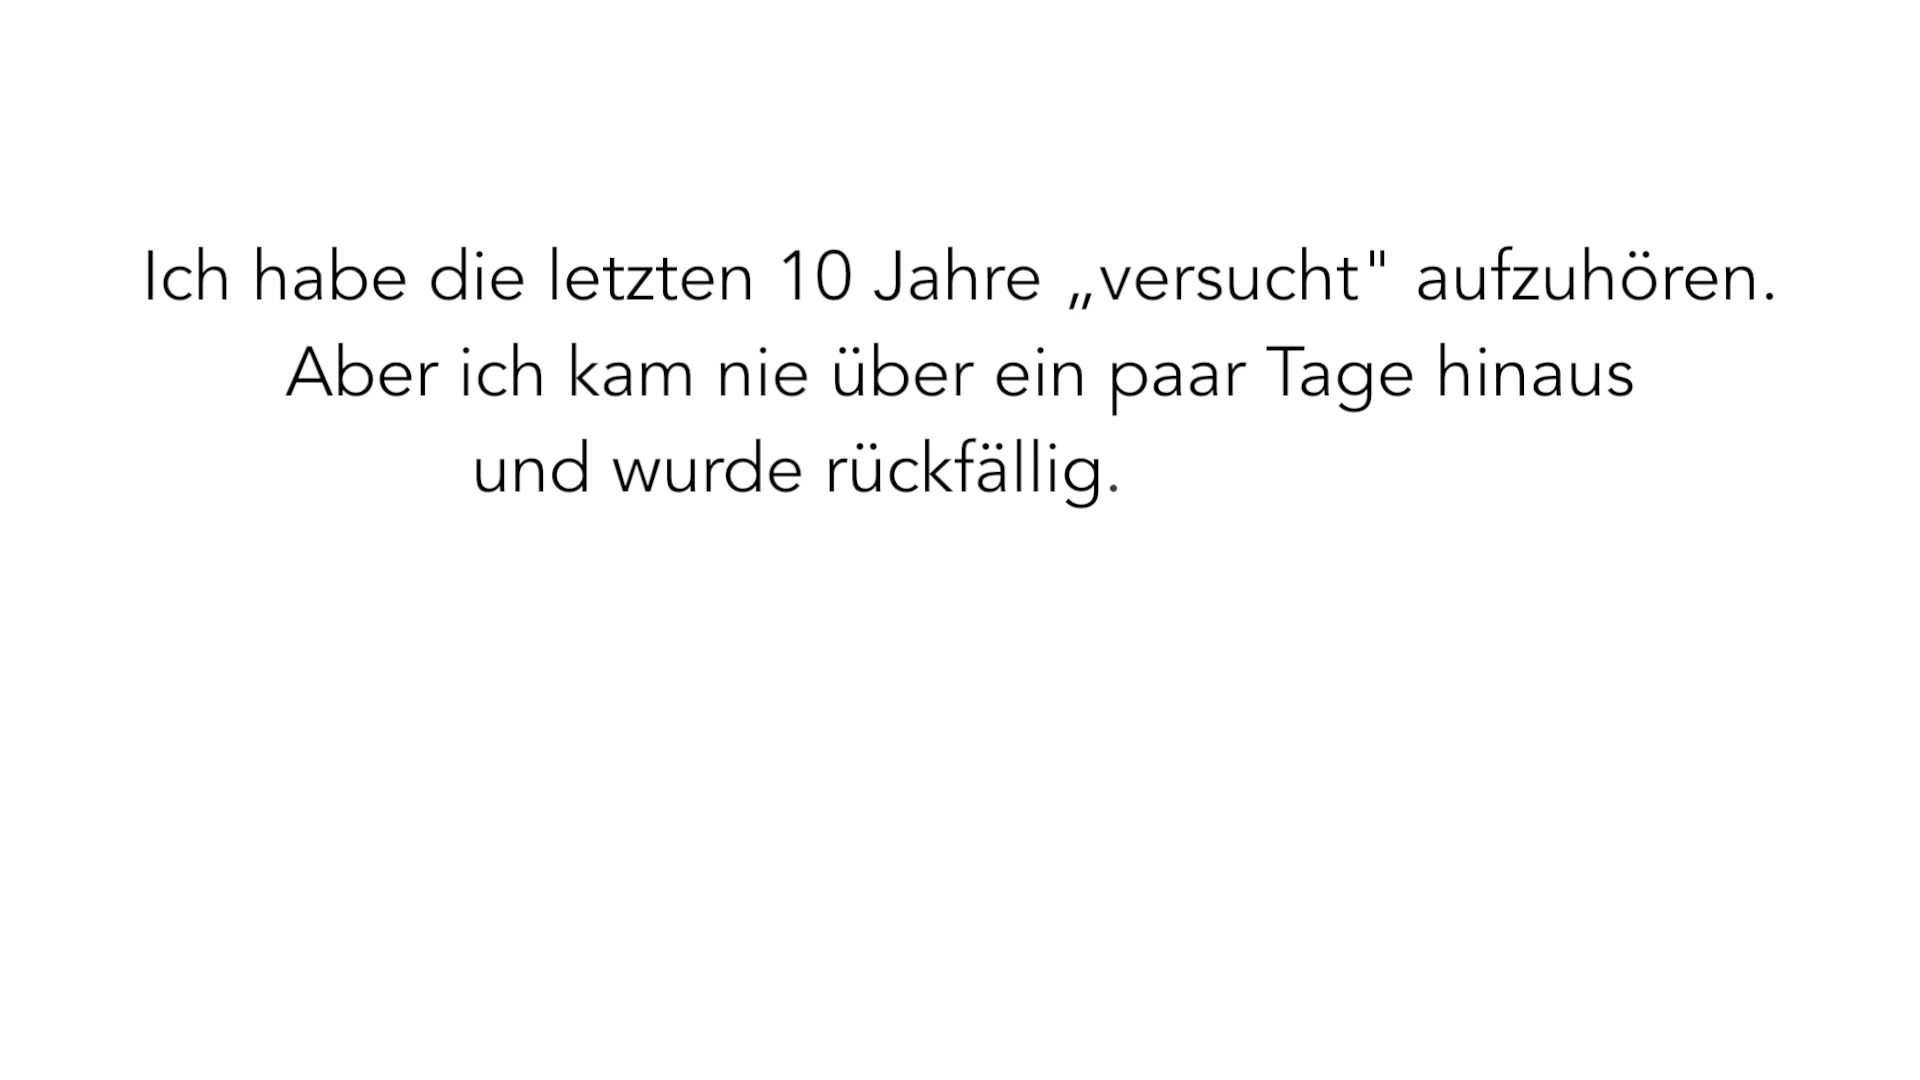 Ich habe die letzten 10 Jahre „versucht" aufzuhören.
Aber ich kam nie über ein paar Tage hinaus
und wurde rückfällig.